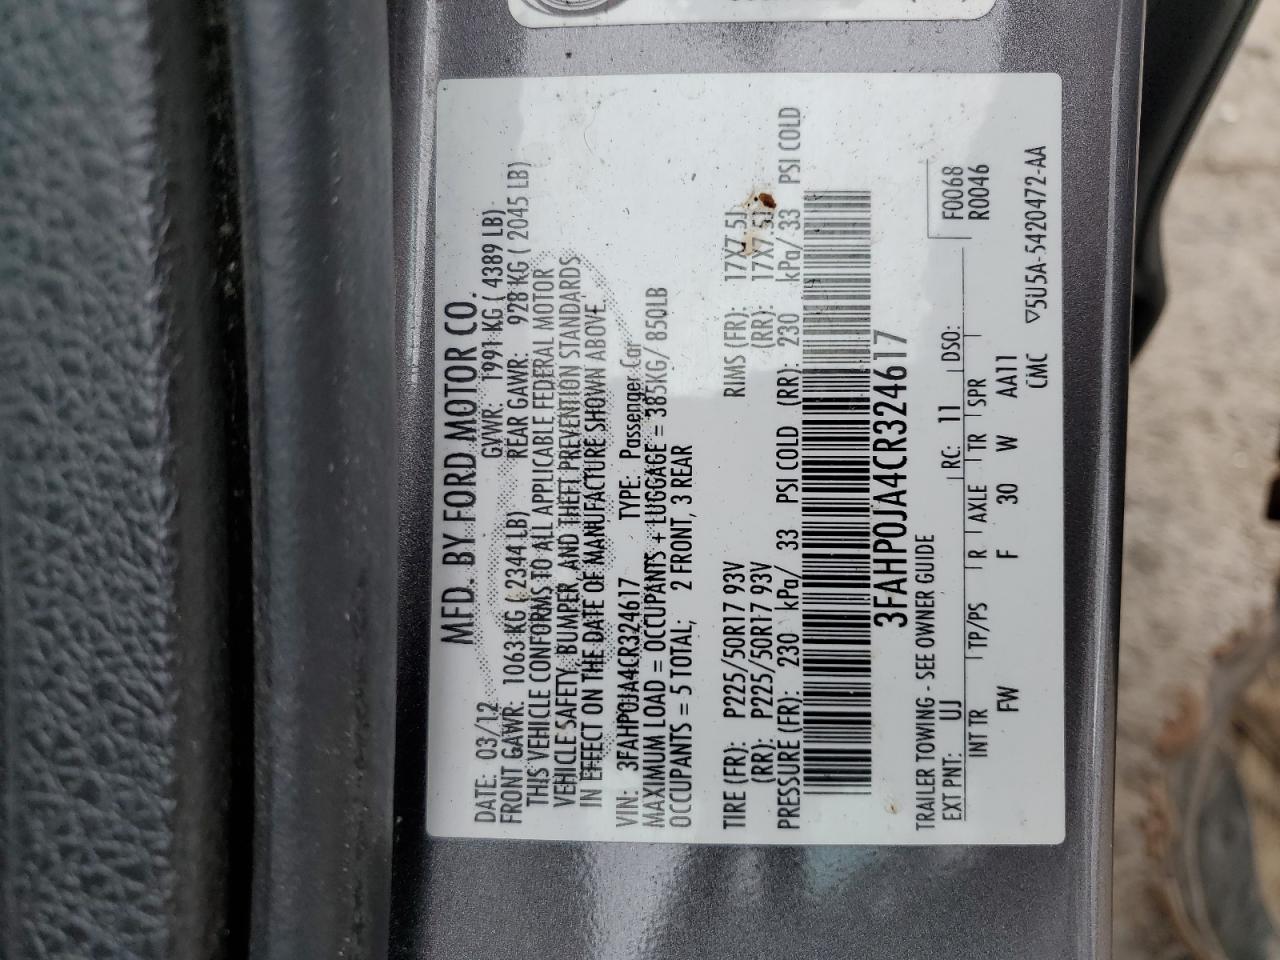 MFD. BY FORD MOTOR CO.
DATE: 03/12 GVWR: 1991 KG ( 4389 LB)
FRONT GAWR: 1063 KG ( 2344 LB) REAR GAWR: 928 KG ( 2045 LB)
THIS VEHICLE CONFORMS TO ALL APPLICABLE FEDERAL MOTOR
VEHICLE SAFETY, BUMPER, AND THEFT PREVENTION STANDARDS
IN EFFECT ON THE DATE OF MANUFACTURE SHOWN ABOVE.
VIN: 3FAHP0JA4CR324617 TYPE: Passenger Car
MAXIMUM LOAD = OCCUPANTS + LUGGAGE = 385KG/ 850LB
OCCUPANTS = 5 TOTAL; 2 FRONT, 3 REAR
TIRE (FR): P225/50R17 93V RIMS (FR): 17X7.5J
(RR): P225/50R17 93V (RR): 17X7.5J
PRESSURE (FR): 230 kPa/ 33 PSI COLD (RR): 230 kPa/ 33 PSI COLD
3FAHP0JA4CR324617
TRAILER TOWING - SEE OWNER GUIDE F0068
EXT PNT: UJ RC: 11 DSO: R0046
INT TR TP/PS R AXLE TR SPR
FW F 30 W AA11
CMC ▽5U5A-5420472-AA